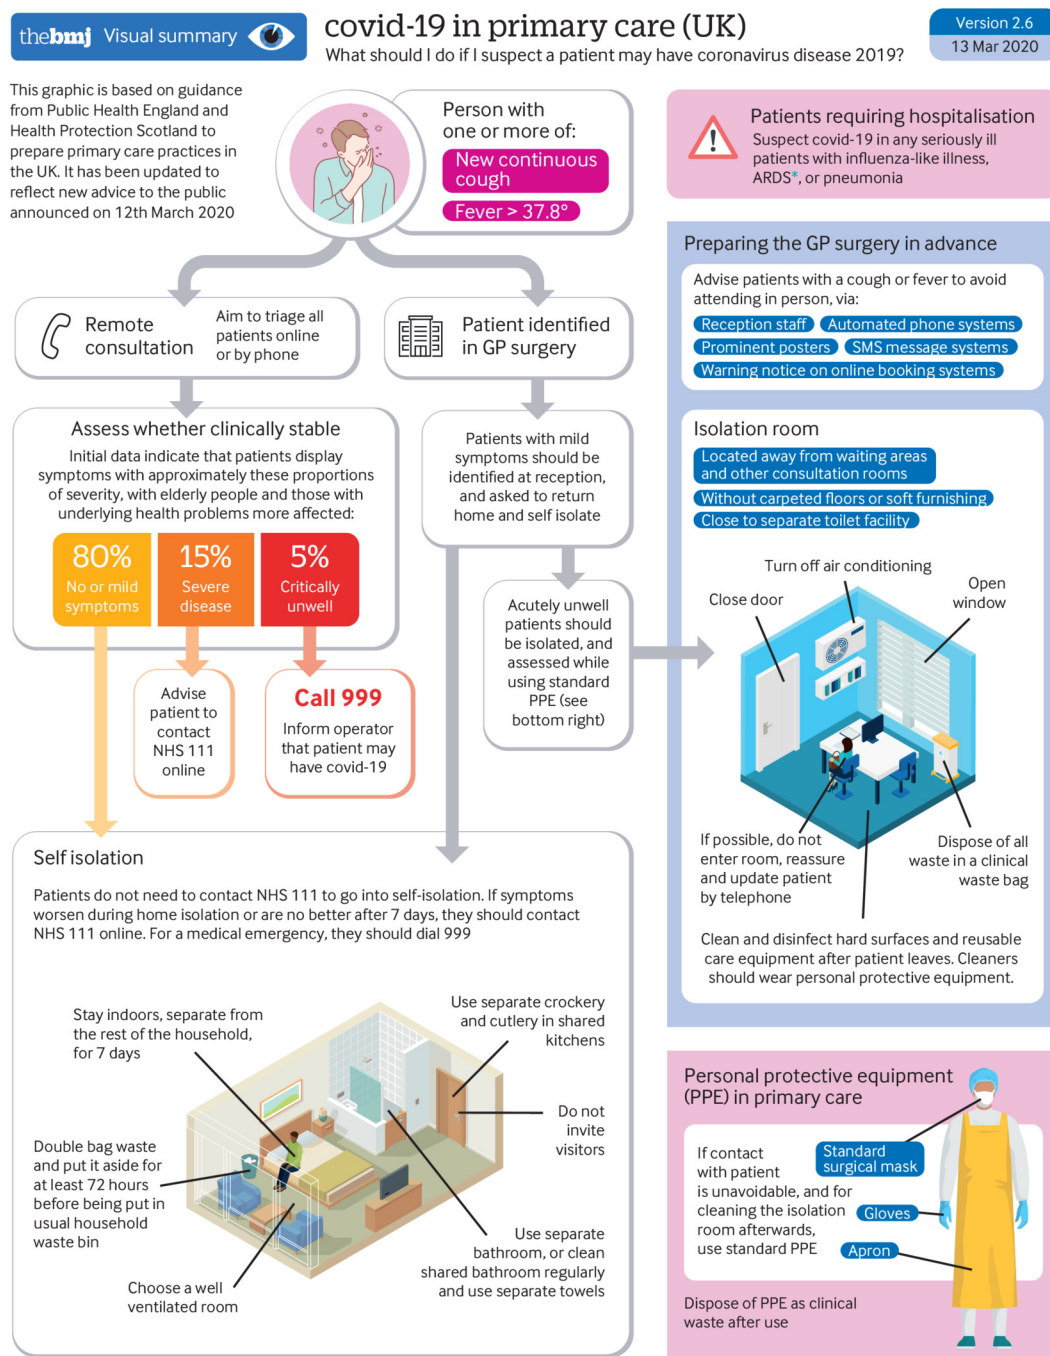 thebmj Visual summary
covid-19 in primary care (UK)
What should I do if I suspect a patient may have coronavirus disease 2019?
Version 2.6
13 Mar 2020
This graphic is based on guidance
from Public Health England and
Health Protection Scotland to
prepare primary care practices in
the UK. It has been updated to
reflect new advice to the public
announced on 12th March 2020
Person with
one or more of:
New continuous
cough
Fever > 37.8°
Remote
consultation
Aim to triage all
patients online
or by phone
Patient identified
in GP surgery
Assess whether clinically stable
Initial data indicate that patients display
symptoms with approximately these proportions
of severity, with elderly people and those with
underlying health problems more affected:
80%
No or mild
symptoms
15%
Severe
disease
5%
Critically
unwell
Advise
patient to
contact
NHS 111
online
Call 999
Inform operator
that patient may
have covid-19
Patients with mild
symptoms should be
identified at reception,
and asked to return
home and self isolate
Acutely unwell
patients should
be isolated, and
assessed while
using standard
PPE (see
bottom right)
Self isolation
Patients do not need to contact NHS 111 to go into self-isolation. If symptoms
worsen during home isolation or are no better after 7 days, they should contact
NHS 111 online. For a medical emergency, they should dial 999
Stay indoors, separate from
the rest of the household,
for 7 days
Use separate crockery
and cutlery in shared
kitchens
Do not
invite
visitors
Double bag waste
and put it aside for
at least 72 hours
before being put in
usual household
waste bin
Use separate
bathroom, or clean
shared bathroom regularly
and use separate towels
Choose a well
ventilated room
Patients requiring hospitalisation
Suspect covid-19 in any seriously ill
patients with influenza-like illness,
ARDS*, or pneumonia
Preparing the GP surgery in advance
Advise patients with a cough or fever to avoid
attending in person, via:
Reception staff Automated phone systems
Prominent posters SMS message systems
Warning notice on online booking systems
Isolation room
Located away from waiting areas
and other consultation rooms
Without carpeted floors or soft furnishing
Close to separate toilet facility
Turn off air conditioning
Close door
Open
window
If possible, do not
enter room, reassure
and update patient
by telephone
Dispose of all
waste in a clinical
waste bag
Clean and disinfect hard surfaces and reusable
care equipment after patient leaves. Cleaners
should wear personal protective equipment.
Personal protective equipment
(PPE) in primary care
If contact
with patient
is unavoidable, and for
cleaning the isolation
room afterwards,
use standard PPE
Standard
surgical mask
Gloves
Apron
Dispose of PPE as clinical
waste after use